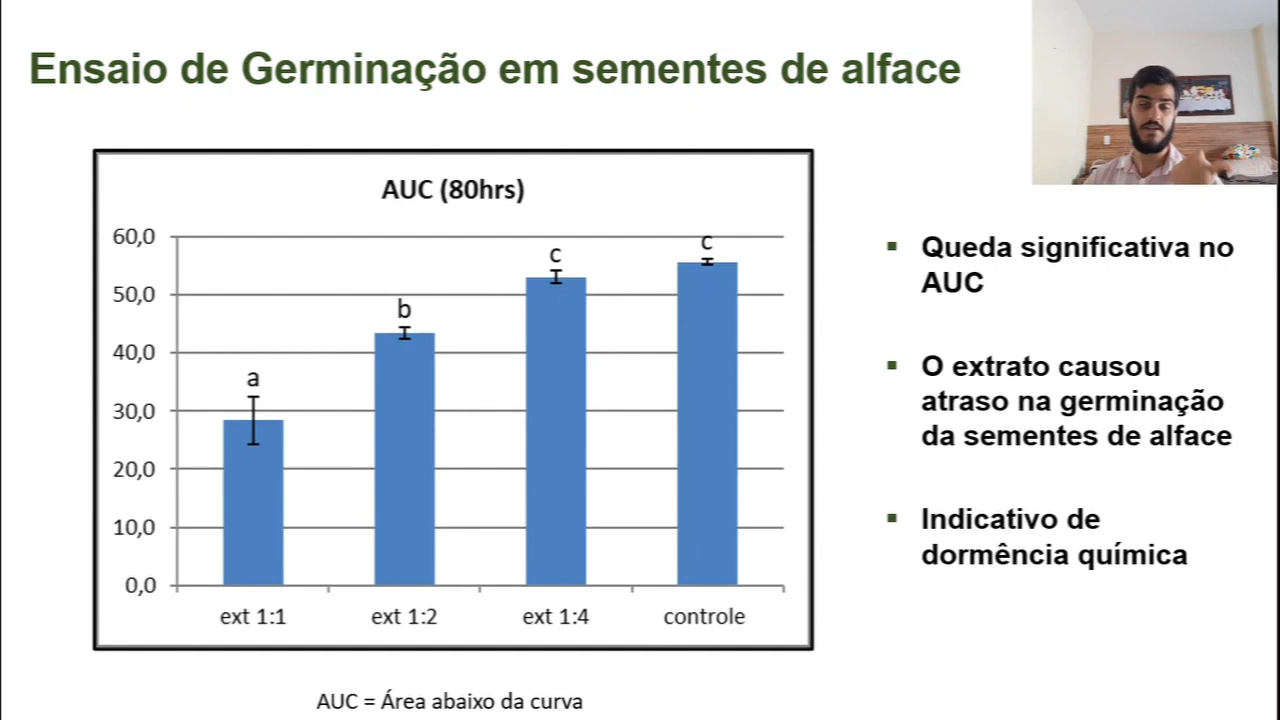 Ensaio de Germinação em sementes de alface
AUC (80hrs)
60,0
50,0
40,0
30,0
20,0
10,0
0,0
a
b
c
c
ext 1:1
ext 1:2
ext 1:4
controle
AUC = Área abaixo da curva
Queda significativa no
AUC
O extrato causou
atraso na germinação
da sementes de alface
Indicativo de
dormência química